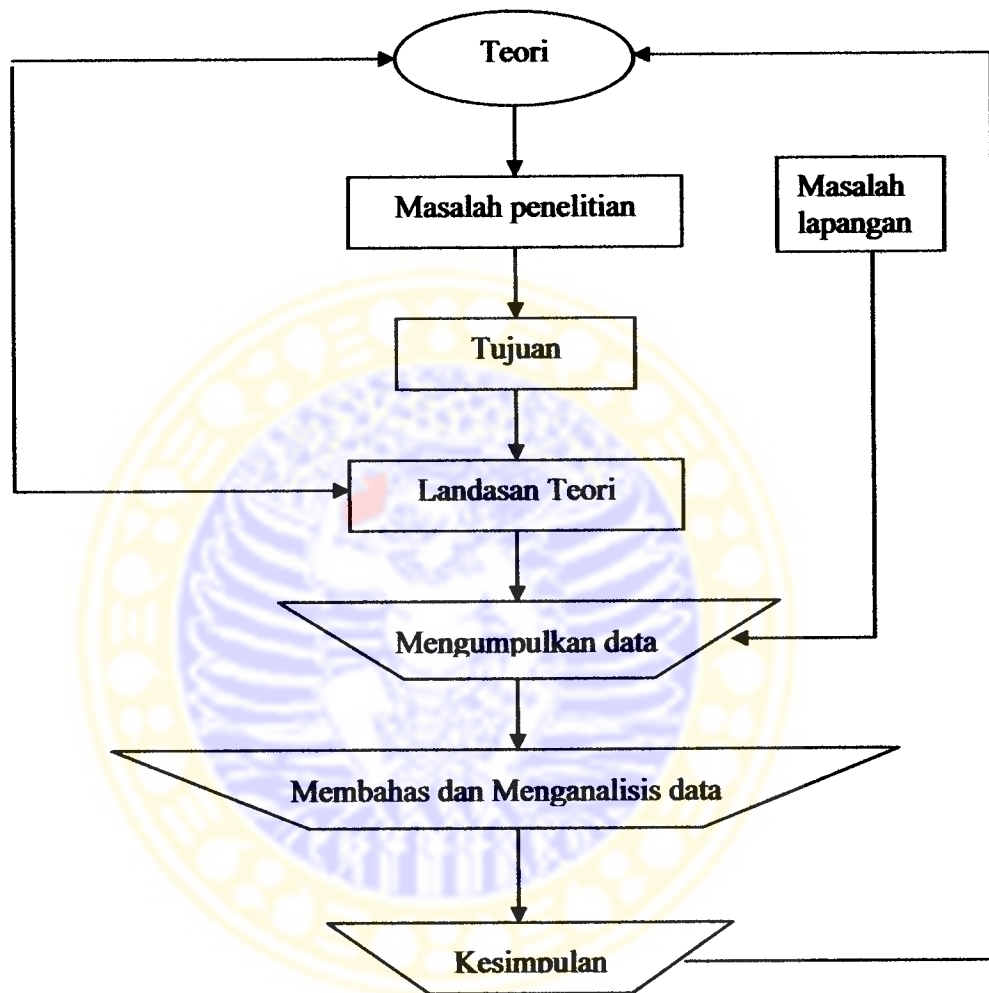 Teori
Masalah penelitian
Masalah
lapangan
Tujuan
Landasan Teori
Mengumpulkan data
Membahas dan Menganalisis data
Kesimpulan